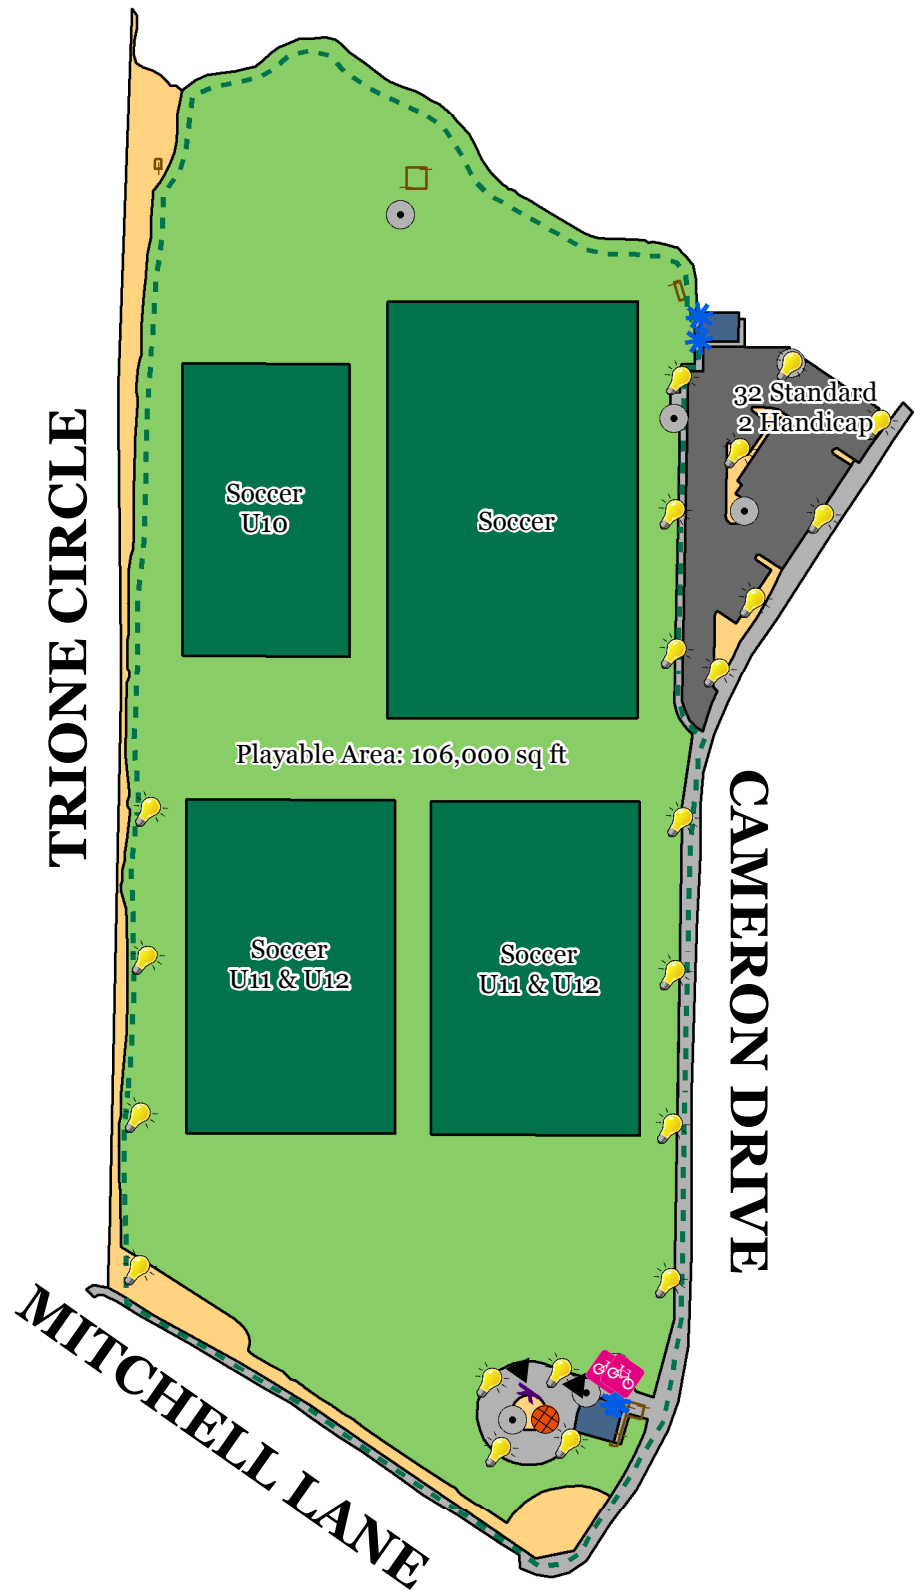 32 Standard
2 Handicap
Soccer
U10
Soccer
TRIONE CIRCLE
Playable Area: 106,000 sq ft
CAMERON DRIVE
Soccer
U11 & U12
Soccer
U11 & U12
MITCHELL LANE